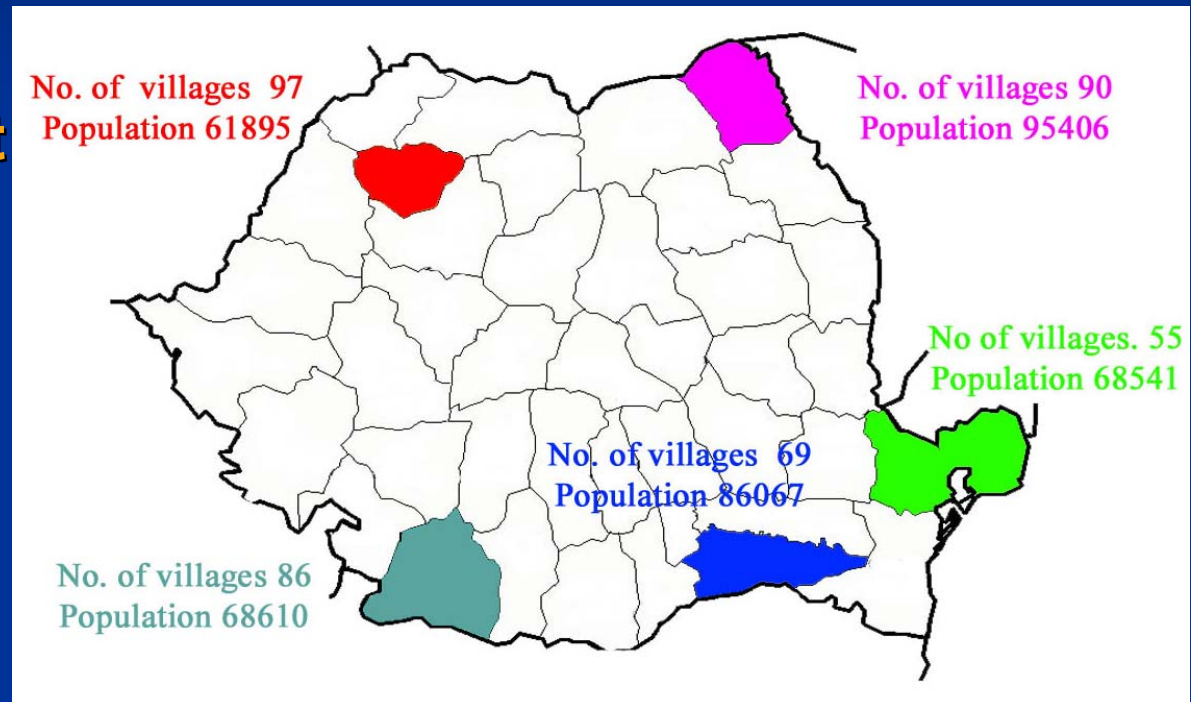 No. of villages 97
Population 61895
No. of villages 90
Population 95406
t
No of villages. 55
Population 68541
No. of villages 69
Population 86067
No. of villages 86
Population 68610